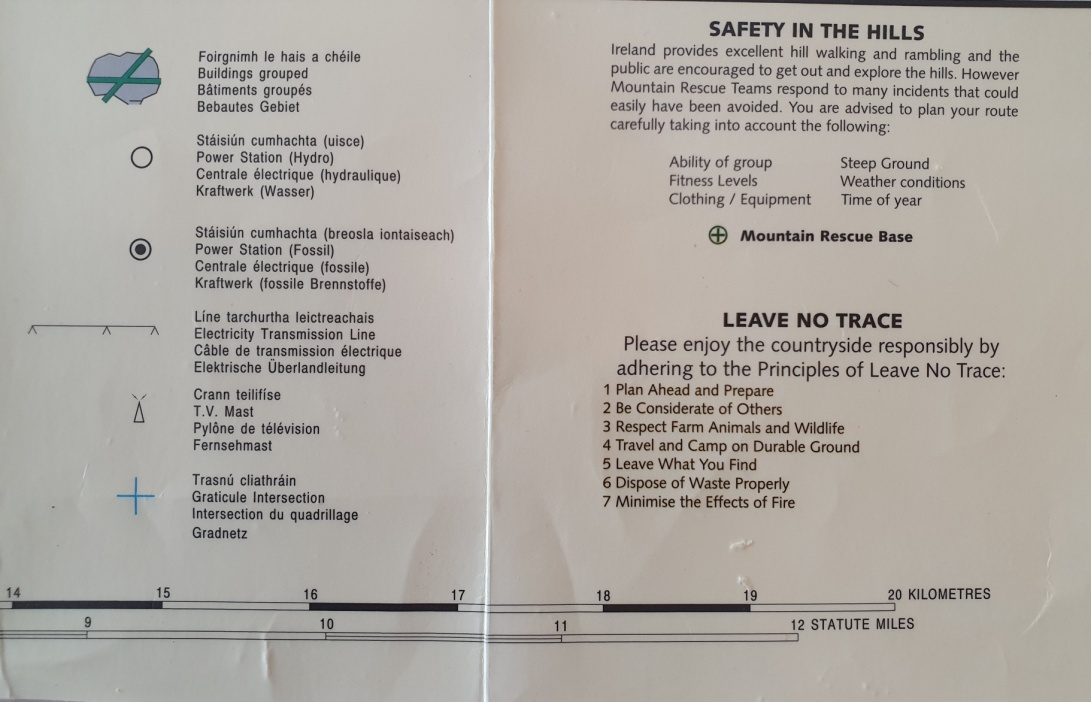 Foirgnimh le hais a chéile
Buildings grouped
Bâtiments groupés
Bebautes Gebiet
Stáisiún cumhachta (uisce)
Power Station (Hydro)
Centrale électrique (hydraulique)
Kraftwerk (Wasser)
Stáisiún cumhachta (breosla iontaiseach)
Power Station (Fossil)
Centrale électrique (fossile)
Kraftwerk (fossile Brennstoffe)
Líne tarchurtha leictreachais
Electricity Transmission Line
Câble de transmission électrique
Elektrische Überlandleitung
Crann teilifíse
T.V. Mast
Pylône de télévision
Fernsehmast
Trasnú cliathráin
Graticule Intersection
Intersection du quadrillage
Gradnetz
SAFETY IN THE HILLS
Ireland provides excellent hill walking and rambling and the
public are encouraged to get out and explore the hills. However
Mountain Rescue Teams respond to many incidents that could
easily have been avoided. You are advised to plan your route
carefully taking into account the following:
Ability of group Steep Ground
Fitness Levels Weather conditions
Clothing / Equipment Time of year
Mountain Rescue Base
LEAVE NO TRACE
Please enjoy the countryside responsibly by
adhering to the Principles of Leave No Trace:
1 Plan Ahead and Prepare
2 Be Considerate of Others
3 Respect Farm Animals and Wildlife
4 Travel and Camp on Durable Ground
5 Leave What You Find
6 Dispose of Waste Properly
7 Minimise the Effects of Fire
14 15 16 17 18 19 20 KILOMETRES
9 10 11 12 STATUTE MILES